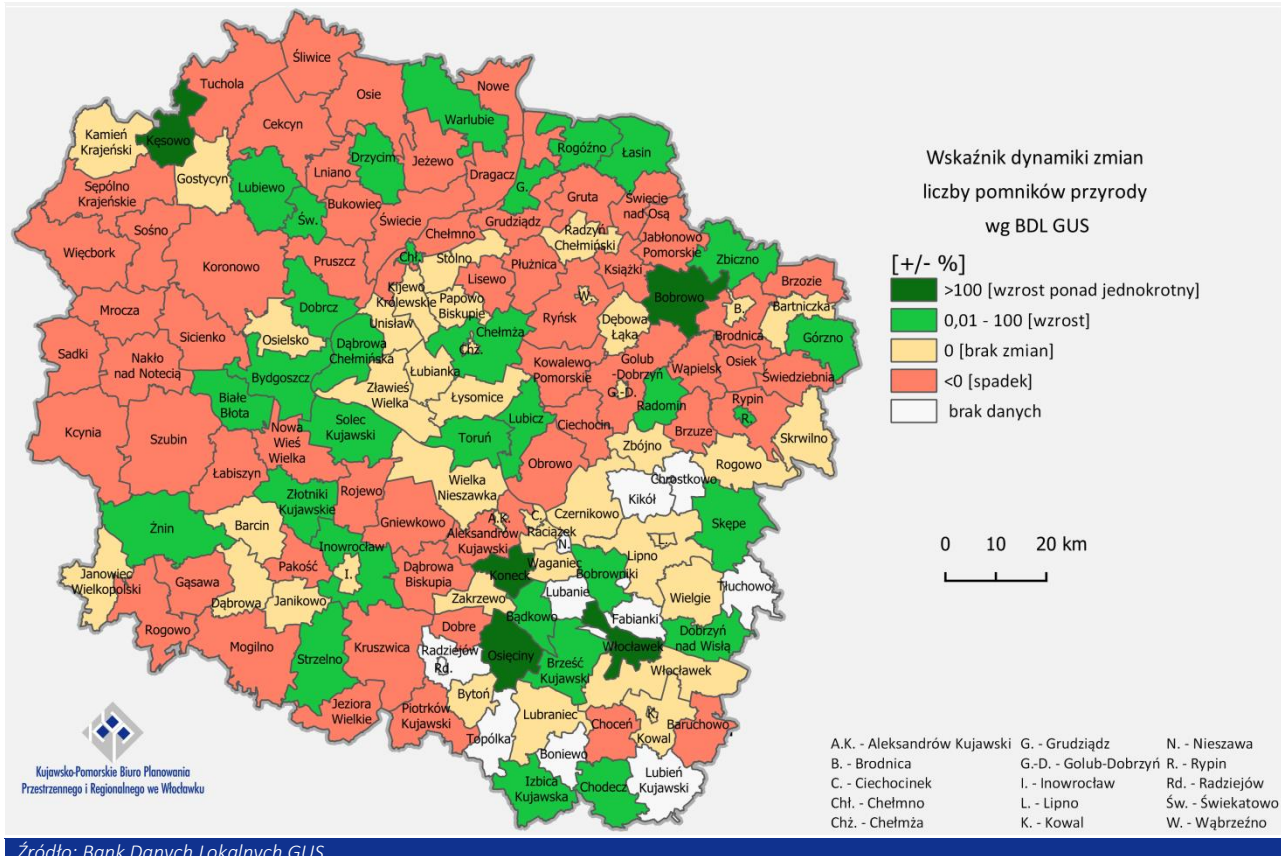 Śliwice
Tuchola
Osie
Nowe
Warlubie
Cekcyn
Kamień
Krajeński
Kęsowo
Rogóźno
Łasin
Drzycim
Jeżewo
Gostycyn
Lniano
Dragacz
G.
Sępólno
Krajeńskie
Lubiewo
Bukowiec
Gruta
Świecie
nad Osą
Św.
Świecie
Grudziądz
Sośno
Chełmno
Radzyń
Chełmiński
Jabłonowo
Pomorskie
Więcbork
Koronowo
Pruszcz
Chł.
Stolno
Płużnica
Książki
Zbiczno
Lisewo
Brzozie
Kijewo
Królewskie
Papowo
Biskupie
W.
Bobrowo
Mrocza
Dobrcz
Bartniczka
B.
Unisław
Ryńsk
Dębowa
Łąka
Sicienko
Osielsko
Chełmża
Brodnica
Górzno
Dąbrowa
Chełmińska
Chż.
Sadki
Nakło
nad Notecią
Golub
-Dobrzyń
Osiek
Łubianka
Kowalewo
Pomorskie
Wąpielsk
Bydgoszcz
Świedziebnia
Zławieś
Wielka
Łysomice
G.-D.
Rypin
Białe
Błota
Radomin
R.
Solec
Kujawski
Lubicz
Kcynia
Szubin
Nowa
Wieś
Wielka
Toruń
Ciechocin
Brzuze
Skrwilno
Zbójno
Obrowo
Rogowo
Łabiszyn
Wielka
Nieszawka
Chrostkowo
Złotniki
Kujawskie
Rojewo
Kikół
Czernikowo
Żnin
Barcin
Gniewkowo
A.K.
C.
Skępe
Raciążek
Aleksandrów
Kujawski
L.
N.
Inowrocław
Lipno
Pakość
Dąbrowa
Biskupia
Waganiec
Janowiec
Wielkopolski
Gąsawa
I.
Koneck
Bobrowniki
Tłuchowo
Lubanie
Dąbrowa
Janikowo
Zakrzewo
Wielgie
Bądkowo
Fabianki
Rogowo
Dobre
Dobrzyń
nad Wisłą
Mogilno
Kruszwica
Radziejów
Rd.
Osięciny
Włocławek
Strzelno
Brześć
Kujawski
Włocławek
Bytoń
Jeziora
Wielkie
Piotrków
Kujawski
Lubraniec
K.
Choceń
Baruchowo
Topólka
Kowal
Boniewo
Lubień
Kujawski
Izbica
Kujawska
Chodecz
Wskaźnik dynamiki zmian
liczby pomników przyrody
wg BDL GUS
[+/- %]
>100 [wzrost ponad jednokrotny]
0,01 - 100 [wzrost]
0 [brak zmian]
<0 [spadek]
brak danych
0 10 20 km
Kujawsko-Pomorskie Biuro Planowania
Przestrzennego i Regionalnego we Włocławku
A.K. - Aleksandrów Kujawski
B. - Brodnica
C. - Ciechocinek
Chł. - Chełmno
Chż. - Chełmża
G. - Grudziądz
G.-D. - Golub-Dobrzyń
I. - Inowrocław
L. - Lipno
K. - Kowal
N. - Nieszawa
R. - Rypin
Rd. - Radziejów
Św. - Świekatowo
W. - Wąbrzeźno
Źródło: Bank Danych Lokalnych GUS